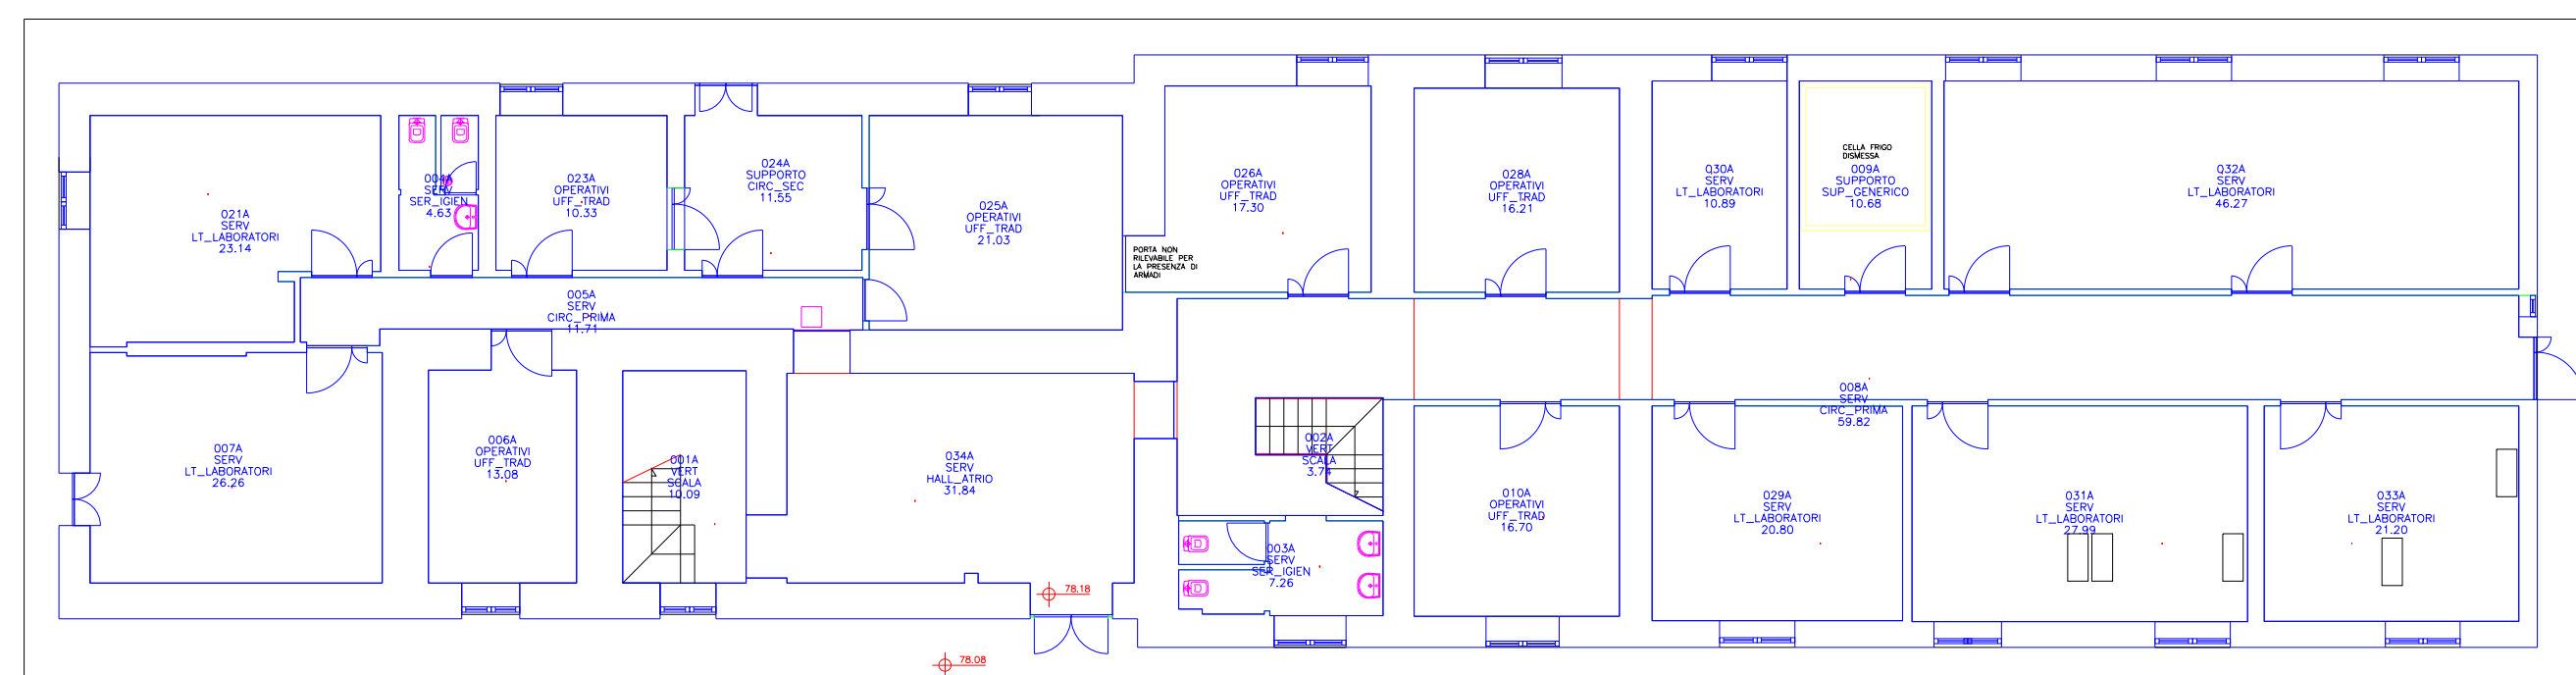 021A
SERV
LT_LABORATORI
23.14
004A
SERV
SER_IGIEN
4.63
023A
OPERATIVI
UFF_TRAD
10.33
024A
SUPPORTO
CIRC_SEC
11.55
025A
OPERATIVI
UFF_TRAD
21.03
PORTA NON
RILEVABILE PER
LA PRESENZA DI
ARMADI
026A
OPERATIVI
UFF_TRAD
17.30
028A
OPERATIVI
UFF_TRAD
16.21
030A
SERV
LT_LABORATORI
10.89
CELLA FRIGO
DISMESSA
009A
SUPPORTO
SUP_GENERICO
10.68
032A
SERV
LT_LABORATORI
46.27
005A
SERV
CIRC_PRIMA
11.71
007A
SERV
LT_LABORATORI
26.26
006A
OPERATIVI
UFF_TRAD
13.08
001A
VERT
SCALA
10.09
034A
SERV
HALL_ATRIO
31.84
002A
VERT
SCALA
3.74
003A
SERV
SER_IGIEN
7.26
010A
OPERATIVI
UFF_TRAD
16.70
008A
SERV
CIRC_PRIMA
59.82
029A
SERV
LT_LABORATORI
20.80
031A
SERV
LT_LABORATORI
27.99
033A
SERV
LT_LABORATORI
21.20
78.18
78.08